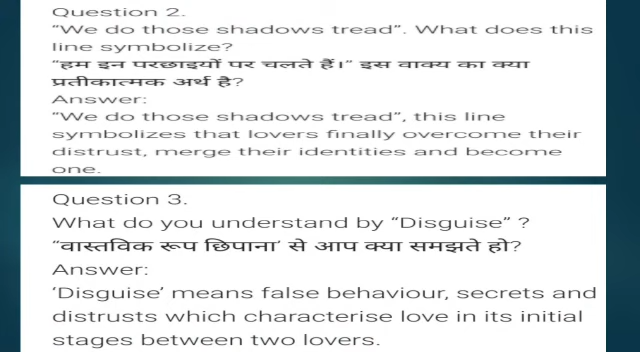 Question 2.
“We do those shadows tread”. What does this
line symbolize?
“हम इन परछाइयों पर चलते हैं।” इस वाक्य का क्या
प्रतीकात्मक अर्थ है?
Answer:
“We do those shadows tread”, this line
symbolizes that lovers finally overcome their
distrust, merge their identities and become
one.
Question 3.
What do you understand by “Disguise” ?
“वास्तविक रूप छिपाना’ से आप क्या समझते हो?
Answer:
‘Disguise’ means false behaviour, secrets and
distrusts which characterise love in its initial
stages between two lovers.